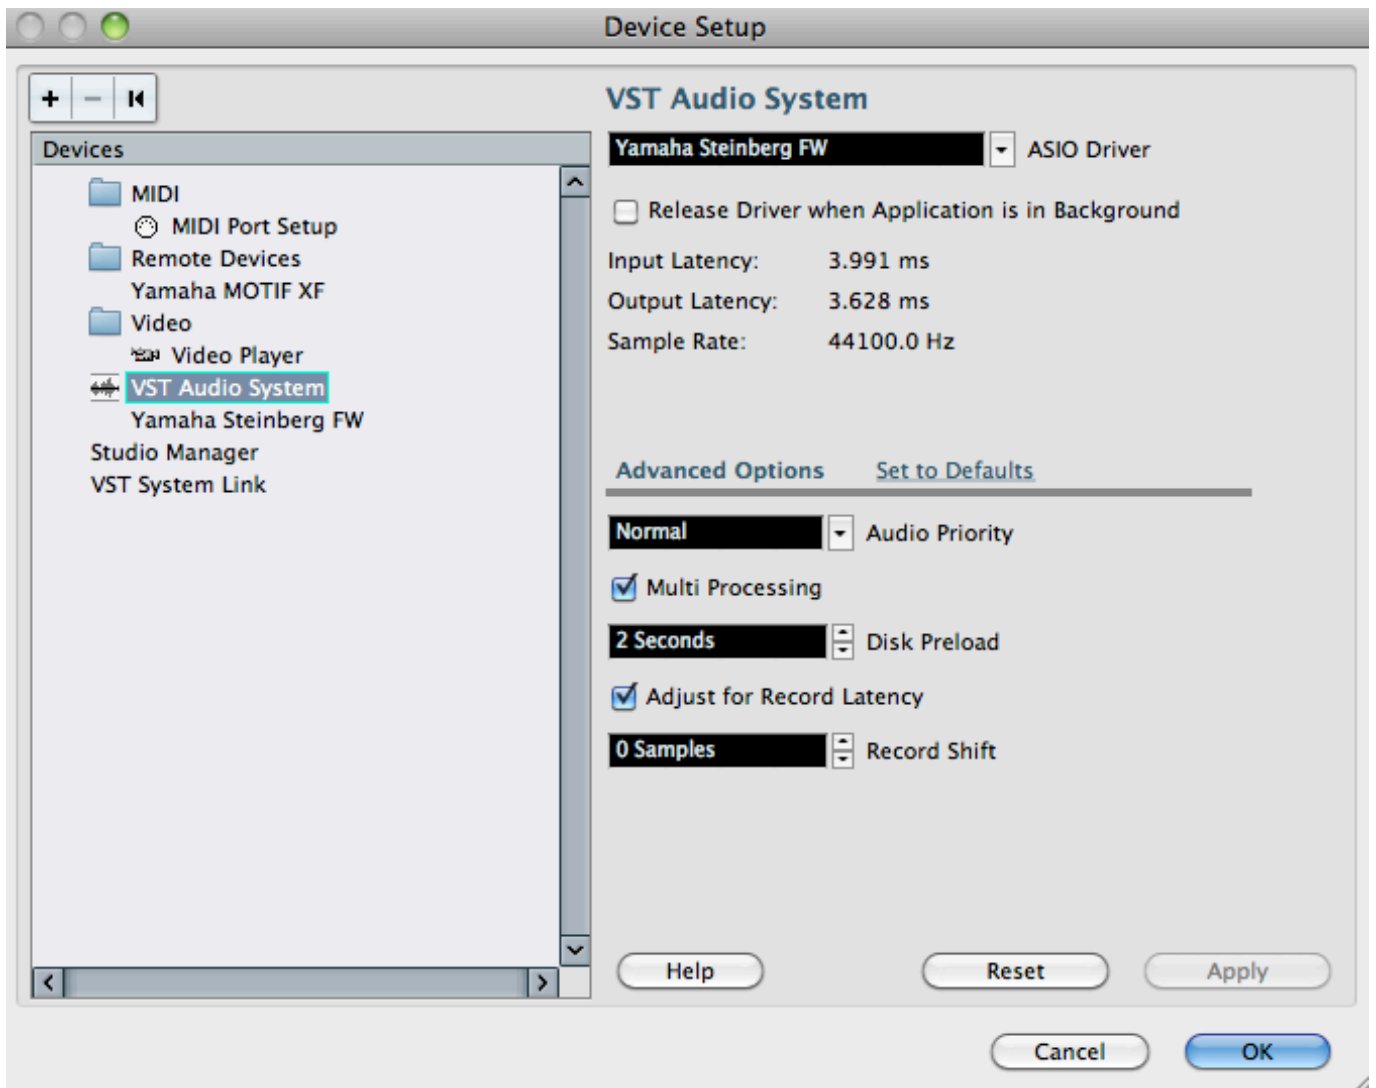 Device Setup
Devices
MIDI
MIDI Port Setup
Remote Devices
Yamaha MOTIF XF
Video
Video Player
VST Audio System
Yamaha Steinberg FW
Studio Manager
VST System Link
VST Audio System
Yamaha Steinberg FW ASIO Driver
Release Driver when Application is in Background
Input Latency: 3.991 ms
Output Latency: 3.628 ms
Sample Rate: 44100.0 Hz
Advanced Options Set to Defaults
Normal Audio Priority
Multi Processing
2 Seconds Disk Preload
Adjust for Record Latency
0 Samples Record Shift
Help Reset Apply
Cancel OK